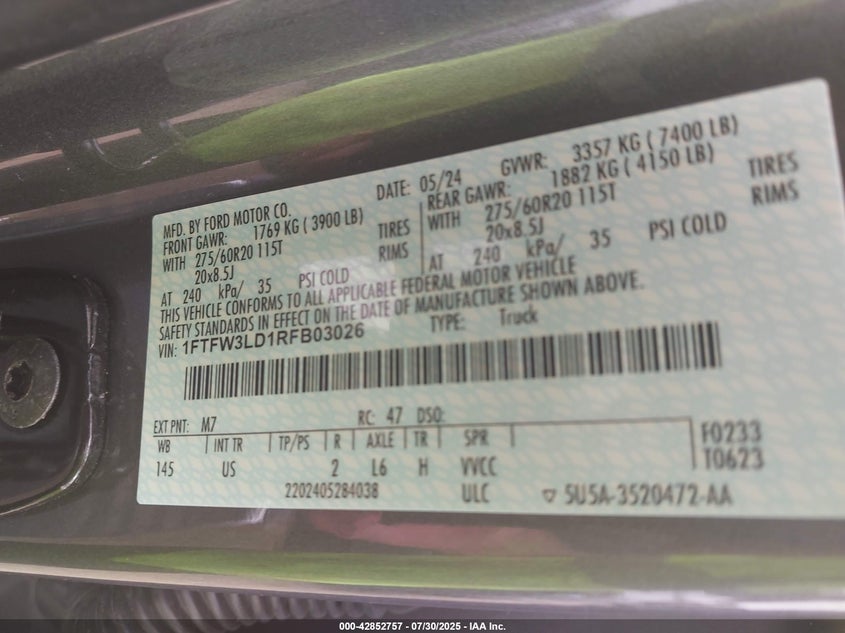 MFD. BY FORD MOTOR CO.
DATE: 05/24 GVWR: 3357 KG ( 7400 LB)
FRONT GAWR: 1769 KG ( 3900 LB)
REAR GAWR: 1882 KG ( 4150 LB)
WITH 275/60R20 115T TIRES
WITH 275/60R20 115T TIRES
20x8.5J RIMS
20x8.5J RIMS
AT 240 kPa/ 35 PSI COLD
AT 240 kPa/ 35 PSI COLD
THIS VEHICLE CONFORMS TO ALL APPLICABLE FEDERAL MOTOR VEHICLE
SAFETY STANDARDS IN EFFECT ON THE DATE OF MANUFACTURE SHOWN ABOVE.
VIN: 1FTFW3LD1RFB03026 TYPE: Truck
EXT PNT: M7 RC: 47 DSO:
WB INT TR TP/PS R AXLE TR SPR
145 US 2 L6 H VVCC
F0233
T0623
2202405284038 ULC ▽ 5U5A-3520472-AA
000-42852757 - 07/30/2025 - IAA Inc.